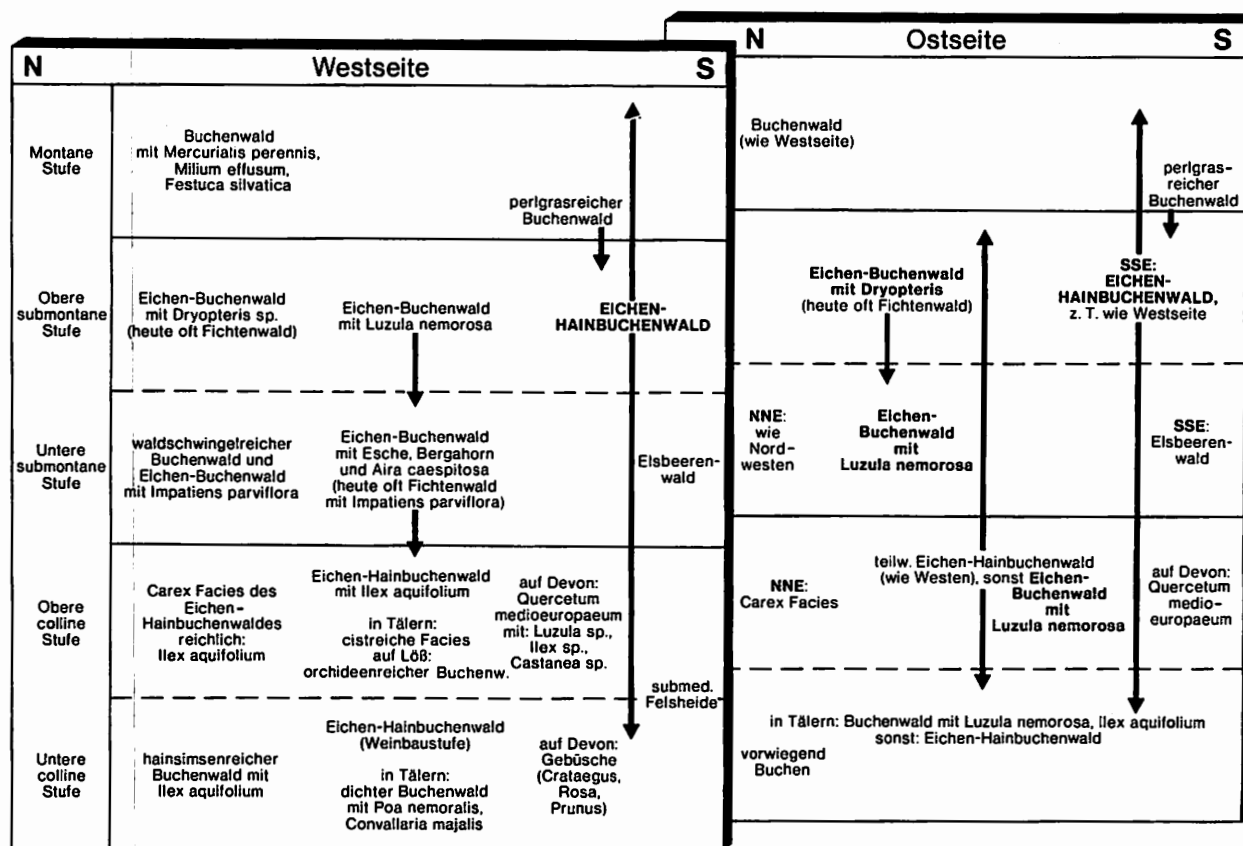 N Westseite S
Montane
Stufe
Buchenwald
mit Mercurialis perennis,
Milium effusum,
Festuca silvatica
perlgrasreicher
Buchenwald
Obere
submontane
Stufe
Eichen-Buchenwald
mit Dryopteris sp.
(heute oft Fichtenwald)
Eichen-Buchenwald
mit Luzula nemorosa
EICHEN-
HAINBUCHENWALD
Untere
submontane
Stufe
waldschwingelreicher
Buchenwald und
Eichen-Buchenwald
mit Impatiens parviflora
Eichen-Buchenwald
mit Esche, Bergahorn
und Aira caespitosa
(heute oft Fichtenwald
mit Impatiens parviflora)
Elsbeeren-
wald
Obere
colline
Stufe
Carex Facies des
Eichen-
Hainbuchenwaldes
reichlich:
Ilex aquifolium
Eichen-Hainbuchenwald
mit Ilex aquifolium
in Tälern:
cistreiche Facies
auf Löß:
orchideenreicher Buchenw.
auf Devon:
Quercetum
medioeuropaeum
mit: Luzula sp.,
Ilex sp.,
Castanea sp.
submed.
Felsheide
Untere
colline
Stufe
hainsimsenreicher
Buchenwald mit
Ilex aquifolium
Eichen-Hainbuchenwald
(Weinbaustufe)
in Tälern:
dichter Buchenwald
mit Poa nemoralis,
Convallaria majalis
auf Devon:
Gebüsche
(Crataegus,
Rosa,
Prunus)
N Ostseite S
Buchenwald
(wie Westseite)
perlgras-
reicher
Buchenwald
Eichen-Buchenwald
mit Dryopteris
(heute oft Fichtenwald)
SSE:
EICHEN-
HAINBUCHENWALD,
z. T. wie Westseite
NNE:
wie
Nord-
westen
Eichen-
Buchenwald
mit
Luzula nemorosa
SSE:
Elsbeeren-
wald
NNE:
Carex Facies
teilw. Eichen-Hainbuchenwald
(wie Westen), sonst Eichen-
Buchenwald
mit
Luzula nemorosa
auf Devon:
Quercetum
medio-
europaeum
in Tälern: Buchenwald mit Luzula nemorosa, Ilex aquifolium
sonst: Eichen-Hainbuchenwald
vorwiegend
Buchen